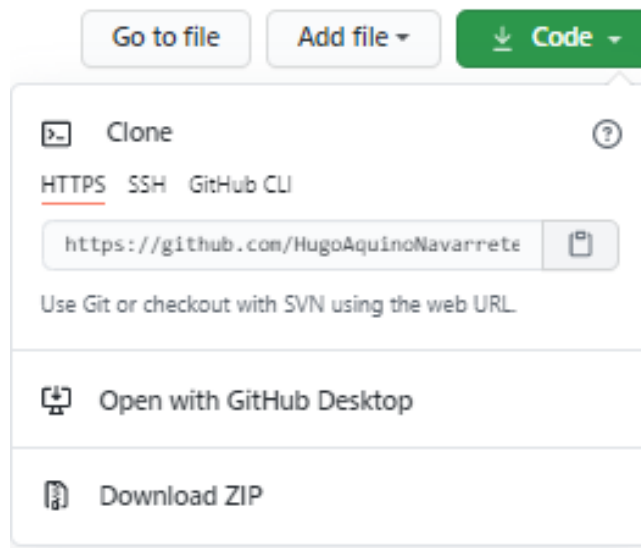 Go to file Add file Code
Clone
HTTPS SSH GitHub CLI
https://github.com/HugoAquinoNavarrete
Use Git or checkout with SVN using the web URL.
Open with GitHub Desktop
Download ZIP